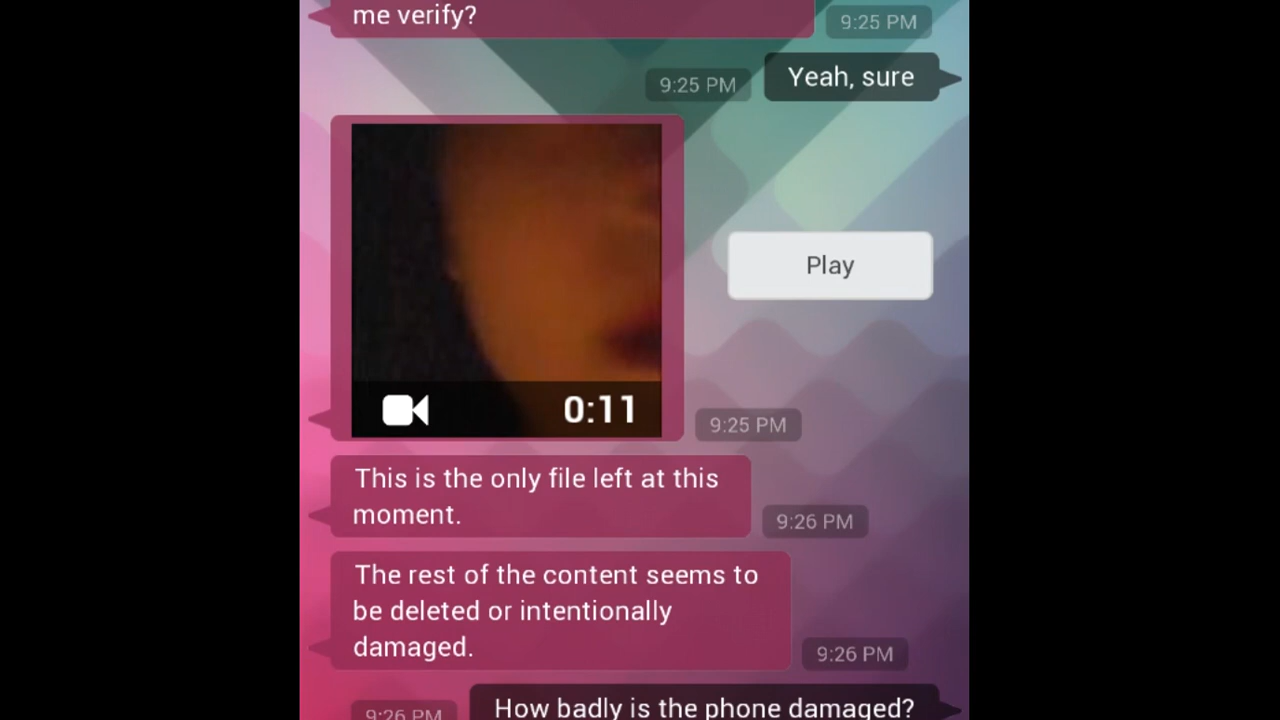 me verify?
9:25 PM
9:25 PM
Yeah, sure
Play
0:11
9:25 PM
This is the only file left at this
moment.
9:26 PM
The rest of the content seems to
be deleted or intentionally
damaged.
9:26 PM
9:26 PM
How badly is the phone damaged?